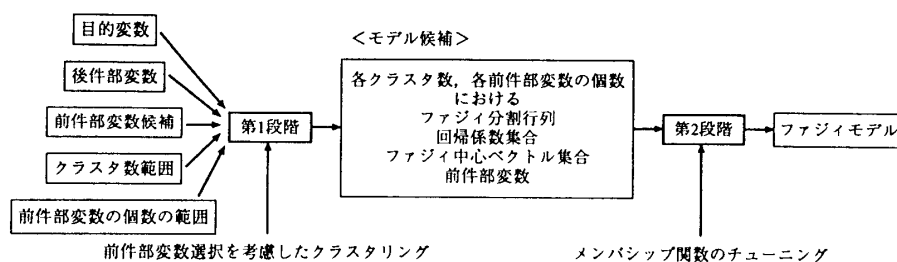 目的変数
後件部変数
前件部変数候補
クラスタ数範囲
前件部変数の個数の範囲
第1段階
前件部変数選択を考慮したクラスタリング
<モデル候補>
各クラスタ数,各前件部変数の個数
における
ファジィ分割行列
回帰係数集合
ファジィ中心ベクトル集合
前件部変数
第2段階
メンバシップ関数のチューニング
ファジィモデル